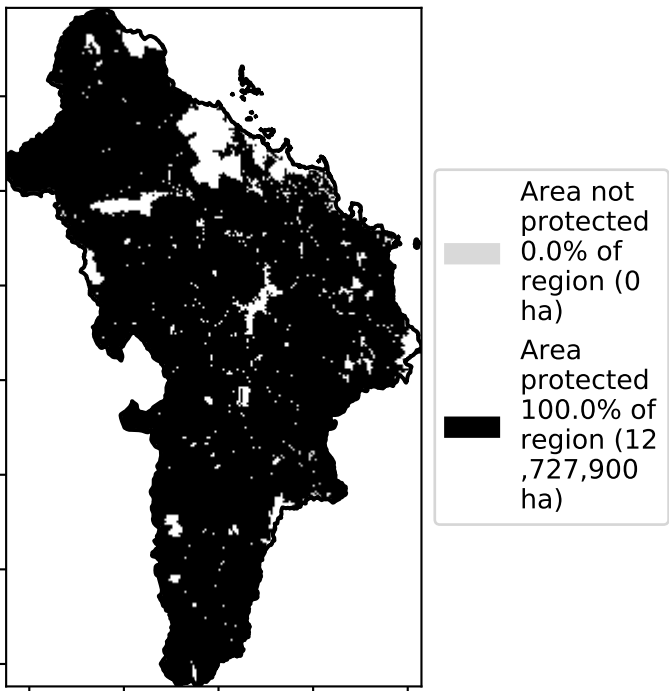 Area not
protected
0.0% of
region (0
ha)
Area
protected
100.0% of
region (12
,727,900
ha)